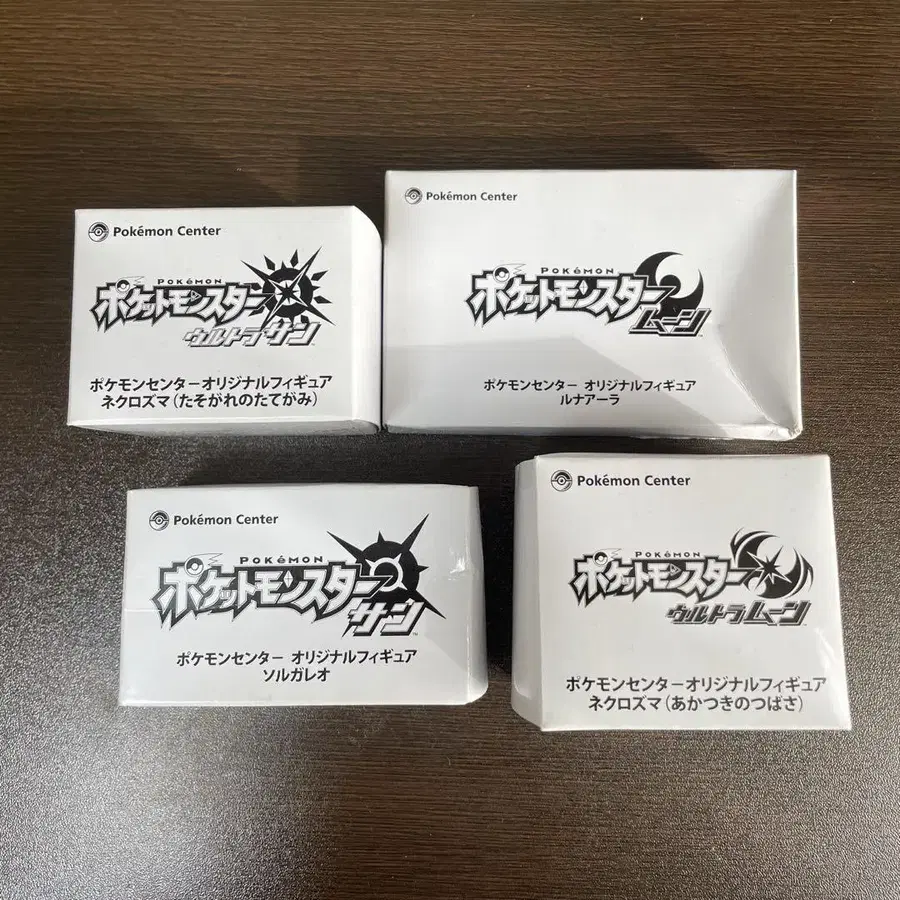 Pokémon Center
POKéMON
ポケットモンスター
ウルトラサン
ポケモンセンターオリジナルフィギュア
ネクロズマ(たそがれのたてがみ)
Pokémon Center
POKéMON
ポケットモンスター
ムーン
ポケモンセンター オリジナルフィギュア
ルナアーラ
Pokémon Center
POKéMON
ポケットモンスター
サン
TM
ポケモンセンター オリジナルフィギュア
ソルガレオ
Pokémon Center
POKéMON
ポケットモンスター
ウルトラムーン
ポケモンセンターオリジナルフィギュア
ネクロズマ(あかつきのつばさ)